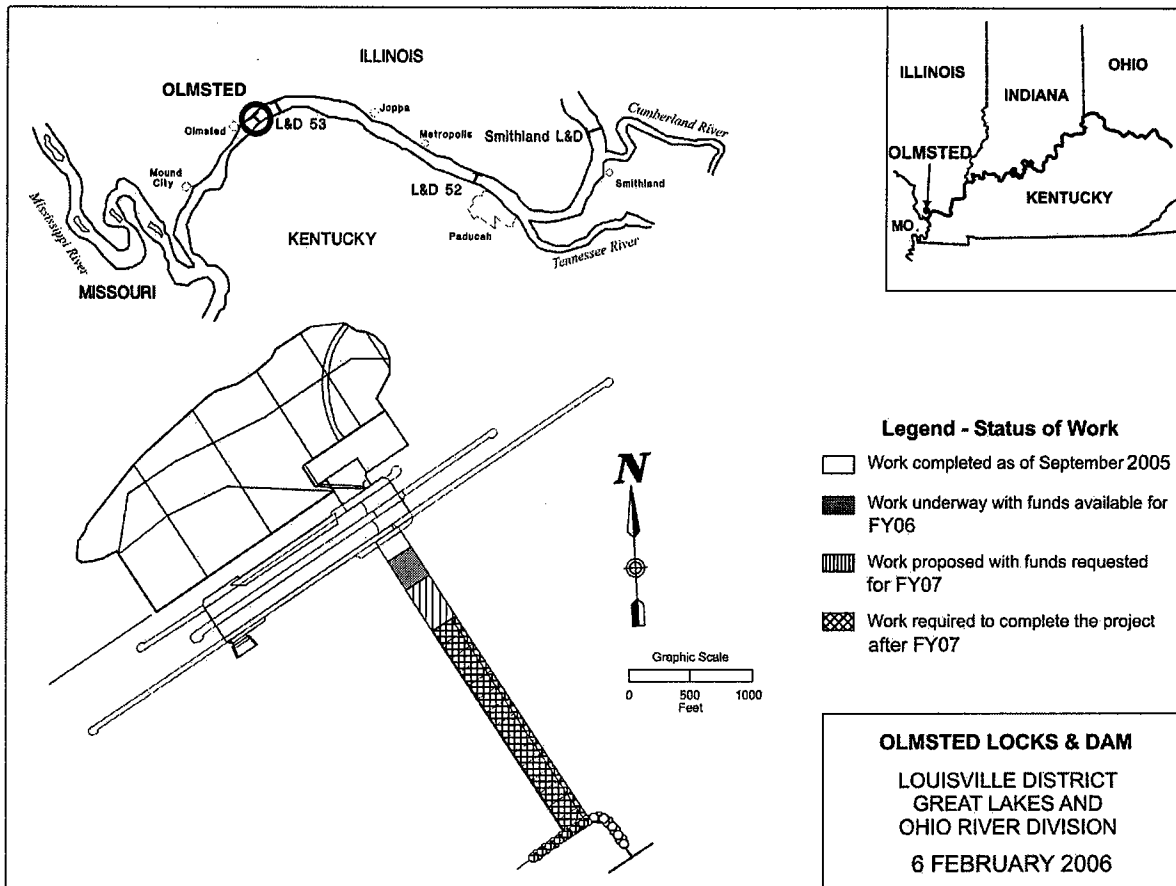 ILLINOIS
OLMSTED
Olmsted
L&D 53
Joppa
Metropolis
Smithland L&D
Cumberland River
Mound City
L&D 52
Smithland
Mississippi River
KENTUCKY
Paducah
Tennessee River
MISSOURI
ILLINOIS
INDIANA
OHIO
OLMSTED
KENTUCKY
MO.
N
Graphic Scale
0 500 1000
Feet
Legend - Status of Work
Work completed as of September 2005
Work underway with funds available for
FY06
Work proposed with funds requested
for FY07
Work required to complete the project
after FY07
OLMSTED LOCKS & DAM
LOUISVILLE DISTRICT
GREAT LAKES AND
OHIO RIVER DIVISION
6 FEBRUARY 2006